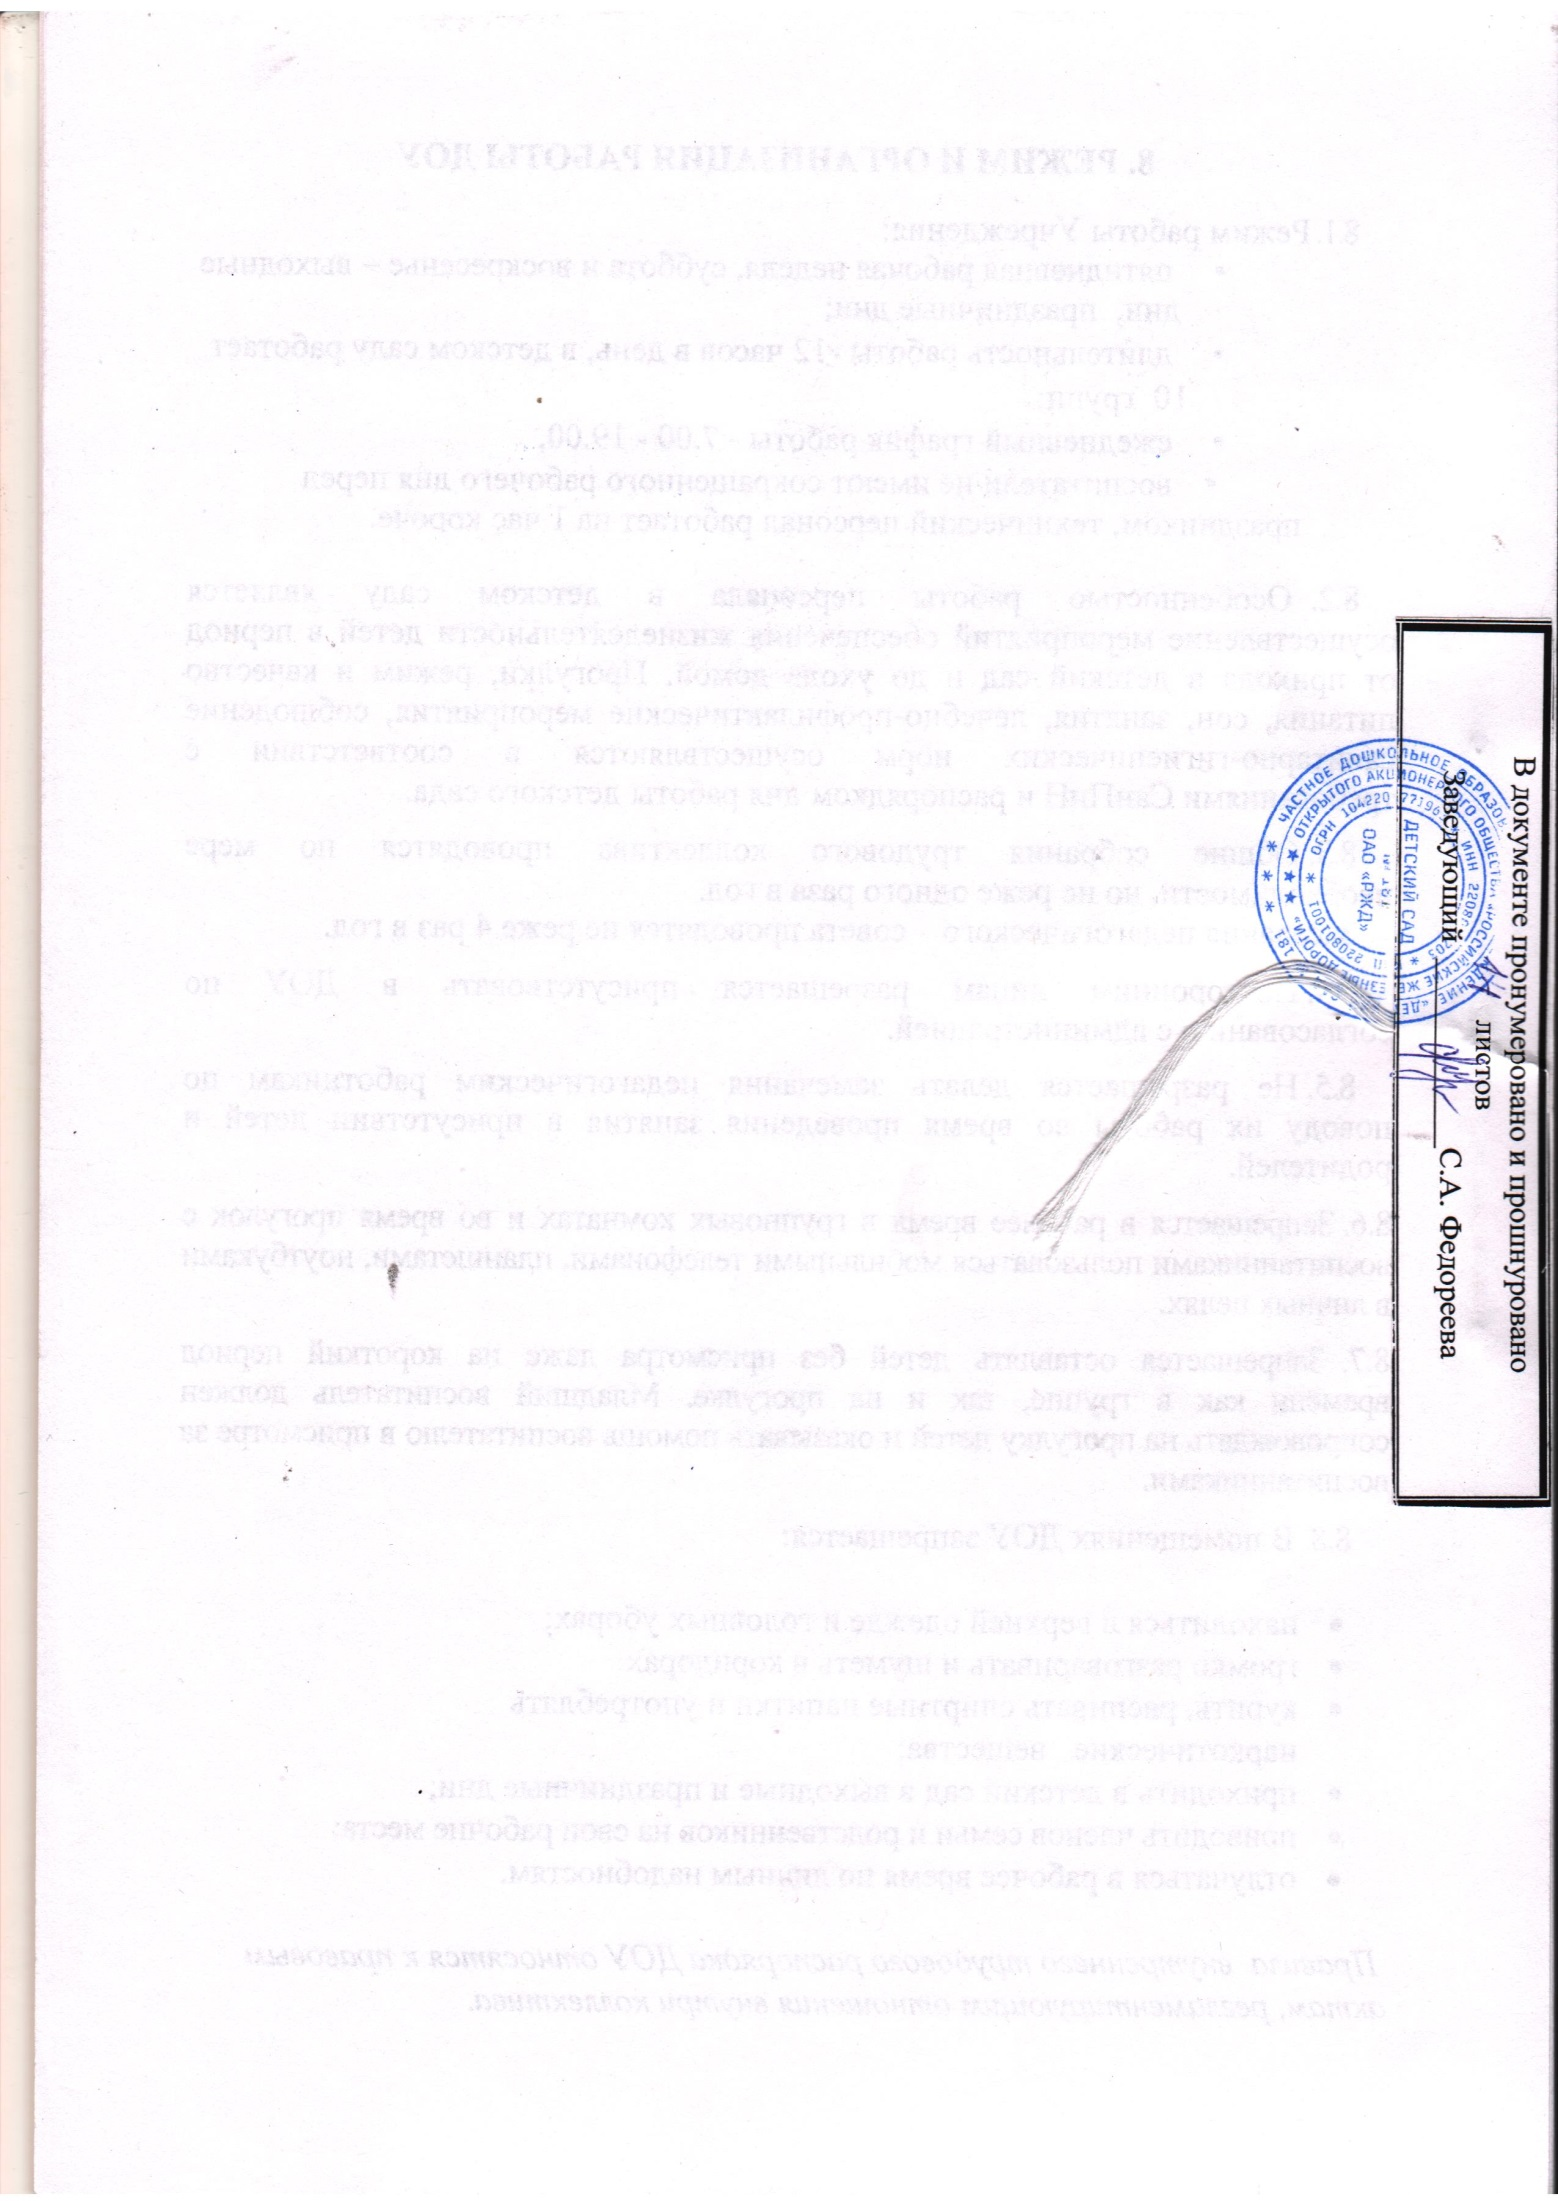 В документе пронумеровано и прошнуровано
листов
Заведующий С.А. Федореева
ЧАСТНОЕ ДОШКОЛЬНОЕ
ОТКРЫТОГО АКЦИОНЕРНОГО ОБЩЕСТВА
ДЕТСКИЙ САД
ОАО «РЖД»
8. РЕЖИМ И ОРГАНИЗАЦИЯ РАБОТЫ ДОУ
8.1. Режим работы Учреждения:
пятидневная рабочая неделя, суббота и воскресенье – выходные
дни, праздничные дни;
длительность работы -12 часов в день, в детском саду работает
10 групп
ежедневный график работы - 7.00 - 19.00,
воспитатели не имеют сокращенного рабочего дня перед
праздником, технический персонал работает на 1 час короче.
8.2. Особенностью работы персонала в детском саду является
осуществление мероприятий обеспечения жизнедеятельности детей в период
от прихода в детский сад и до ухода домой. Прогулки, режим и качество
питания, сон, занятия, лечебно-профилактические мероприятия, соблюдение
норм осуществляются в соответствии с
СанПиН и распорядком дня работы детского сада.
собрания трудового коллектива проводятся по мере
но не реже одного раза в год.
педагогического совета проводятся не реже 4 раз в год.
лицам разрешается присутствовать в ДОУ по
с администрацией.
8.5. Не разрешается делать замечания педагогическим работникам по
поводу их работы во время проведения занятия в присутствии детей и
родителей.
8.6. Запрещается в рабочее время в групповых комнатах и во время прогулок с
воспитанниками пользоваться мобильными телефонами, планшетами, ноутбуками
в личных целях.
8.7. Запрещается оставлять детей без присмотра даже на короткий период
времени как в группе, так и на прогулке. Младший воспитатель должен
сопровождать на прогулку детей и оказывать помощь воспитателю в присмотре за
воспитанниками.
8.8. В помещениях ДОУ запрещается:
находиться в верхней одежде и головных уборах;
громко разговаривать и шуметь в коридорах
курить, распивать спиртные напитки и употреблять
наркотические вещества;
приходить в детский сад в выходные и праздничные дни;
приводить членов семьи и родственников на свои рабочие места;
отлучаться в рабочее время по личным надобностям.
Правила внутреннего трудового распорядка ДОУ относятся к правовым
актам, регламентирующим отношения внутри коллектива.